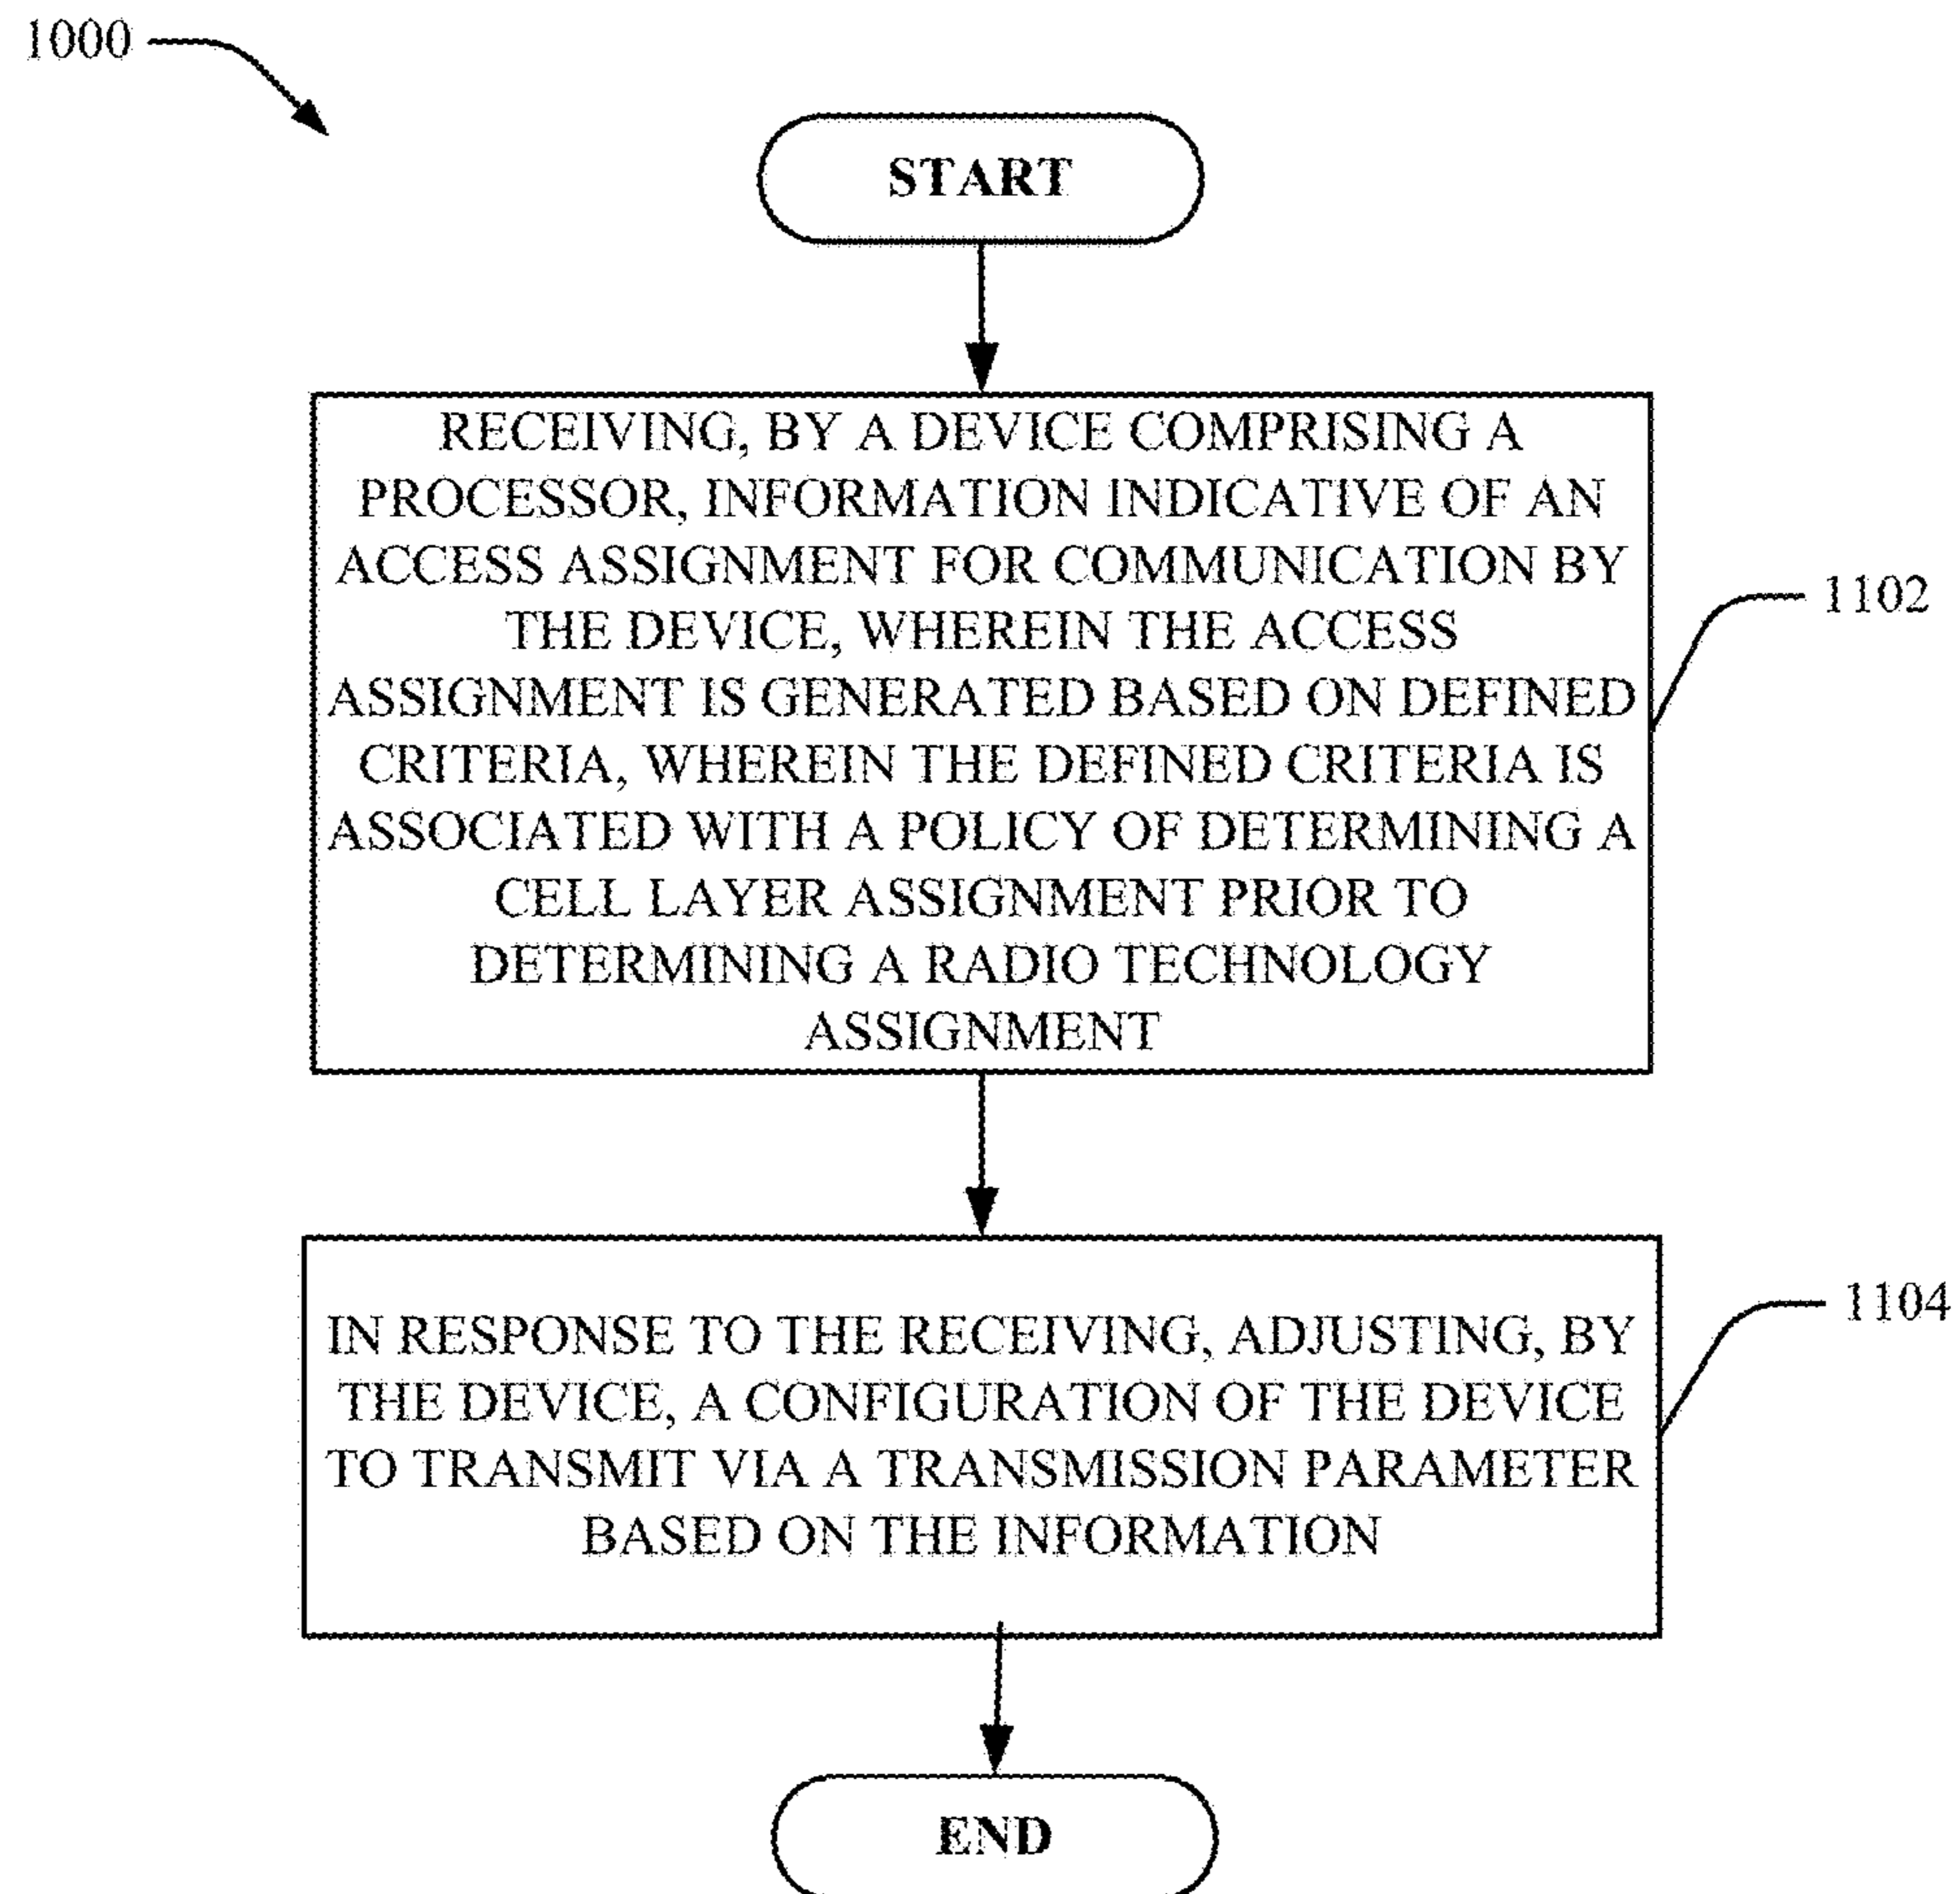 1000
START
RECEIVING, BY A DEVICE COMPRISING A
PROCESSOR, INFORMATION INDICATIVE OF AN
ACCESS ASSIGNMENT FOR COMMUNICATION BY
THE DEVICE, WHEREIN THE ACCESS
ASSIGNMENT IS GENERATED BASED ON DEFINED
CRITERIA, WHEREIN THE DEFINED CRITERIA IS
ASSOCIATED WITH A POLICY OF DETERMINING A
CELL LAYER ASSIGNMENT PRIOR TO
DETERMINING A RADIO TECHNOLOGY
ASSIGNMENT
1102
IN RESPONSE TO THE RECEIVING, ADJUSTING, BY
THE DEVICE, A CONFIGURATION OF THE DEVICE
TO TRANSMIT VIA A TRANSMISSION PARAMETER
BASED ON THE INFORMATION
1104
END